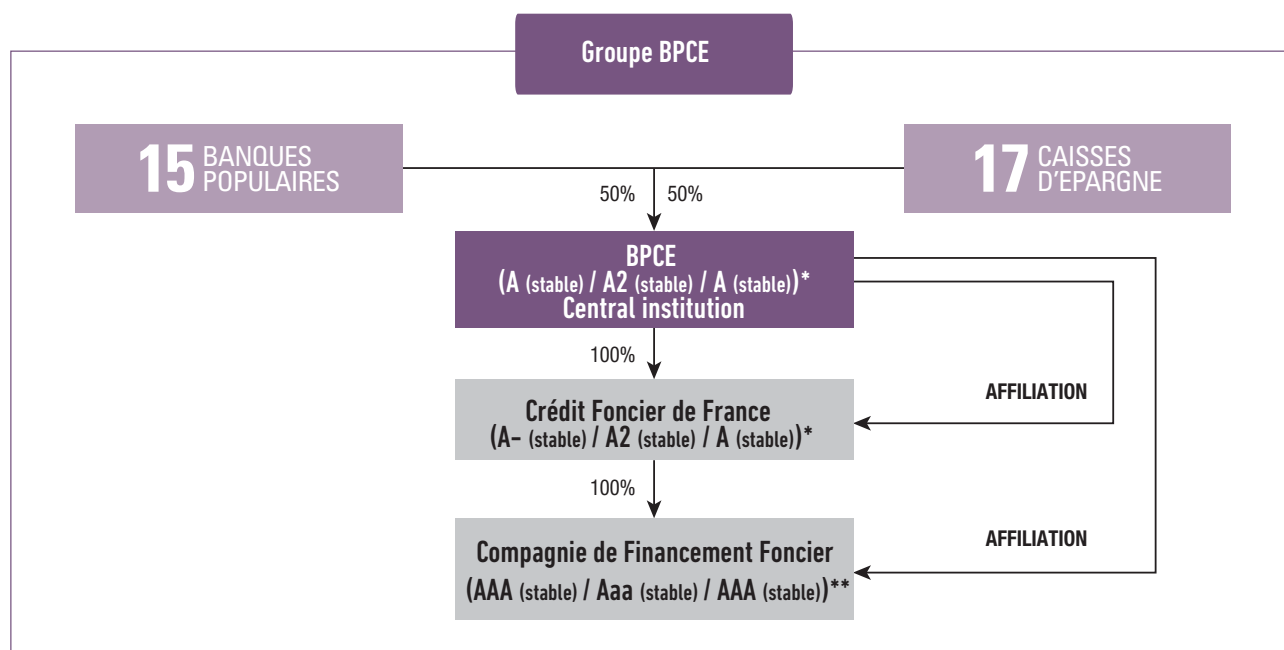 Groupe BPCE
15 BANQUES
POPULAIRES
17 CAISSES
D'EPARGNE
50% 50%
BPCE
(A (stable) / A2 (stable) / A (stable))*
Central institution
100%
AFFILIATION
Crédit Foncier de France
(A- (stable) / A2 (stable) / A (stable))*
100%
AFFILIATION
Compagnie de Financement Foncier
(AAA (stable) / Aaa (stable) / AAA (stable))**